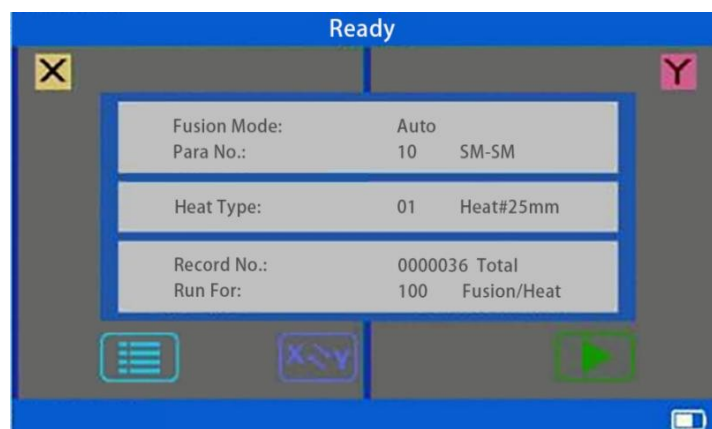 Ready
X Y
Fusion Mode: Auto
Para No.: 10 SM-SM
Heat Type: 01 Heat#25mm
Record No.: 0000036 Total
Run For: 100 Fusion/Heat
X Y